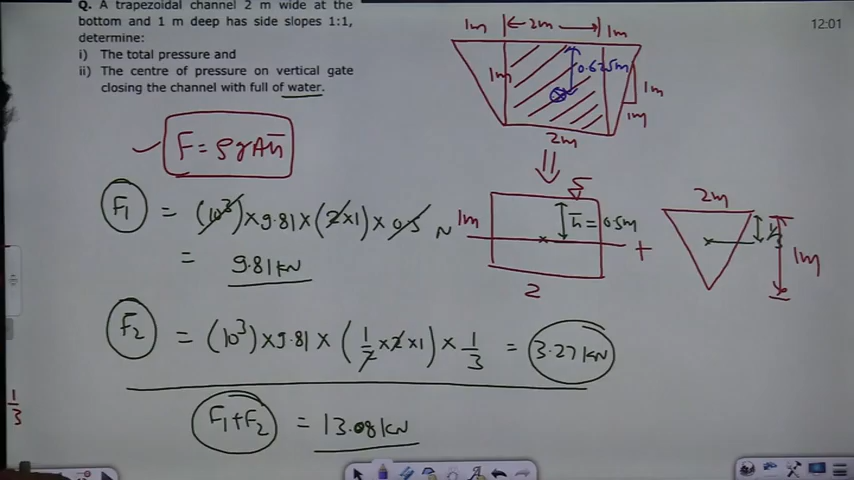 Q. A trapezoidal channel 2 m wide at the
bottom and 1 m deep has side slopes 1:1,
determine:
i) The total pressure and
ii) The centre of pressure on vertical gate
closing the channel with full of water.
12:01
1m 2m 1m
1m 0.625m
1m
1m
2m
F = ρgAh̄
F1 = (10³)×9.81×(2×1)×0.5 N
= 9.81KN
1m h̄ = 0.5m
2
+
2m
1/3
1m
F2 = (10³)×9.81×(1/2×2×1)×1/3 = 3.27KN
1/3
F1+F2 = 13.08KN